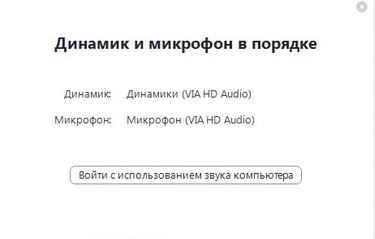 Динамик и микрофон в порядке
Динамик: Динамики (VIA HD Audio)
Микрофон: Микрофон (VIA HD Audio)
Войти с использованием звука компьютера